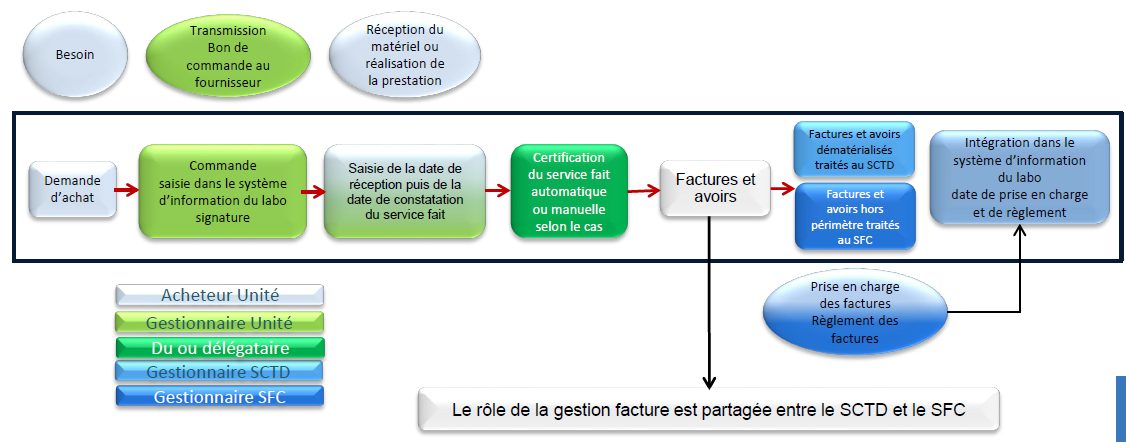 Besoin
Transmission
Bon de
commande au
fournisseur
Réception du
matériel ou
réalisation de
la prestation
Demande
d'achat
Commande
saisie dans le système
d'information du labo
signature
Saisie de la date de
réception puis de la
date de constatation
du service fait
Certification
du service fait
automatique
ou manuelle
selon le cas
Factures et
avoirs
Factures et avoirs
dématérialisés
traités au SCTD
Factures et
avoirs hors
périmètre traités
au SFC
Intégration dans le
système d'information
du labo
date de prise en charge
et de règlement
Acheteur Unité
Gestionnaire Unité
Du ou délégataire
Gestionnaire SCTD
Gestionnaire SFC
Prise en charge
des factures
Règlement des
factures
Le rôle de la gestion facture est partagée entre le SCTD et le SFC